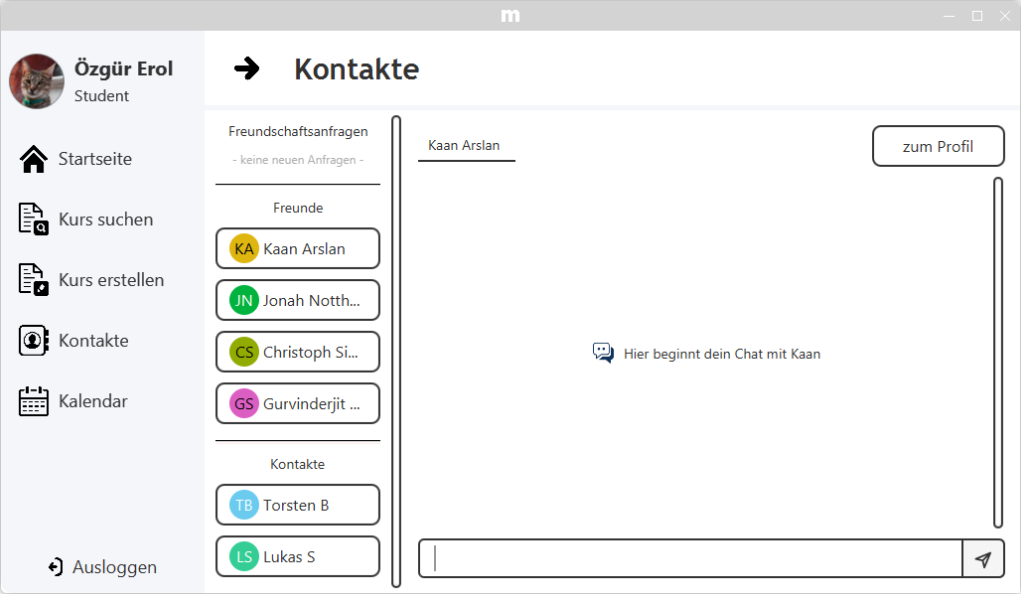 m
Özgür Erol
Student
Startseite
Kurs suchen
Kurs erstellen
Kontakte
Kalendar
Ausloggen
Kontakte
Freundschaftsanfragen
- keine neuen Anfragen -
Freunde
KA Kaan Arslan
JN Jonah Notth...
CS Christoph Si...
GS Gurvinderjit ...
Kontakte
TB Torsten B
LS Lukas S
Kaan Arslan
zum Profil
Hier beginnt dein Chat mit Kaan